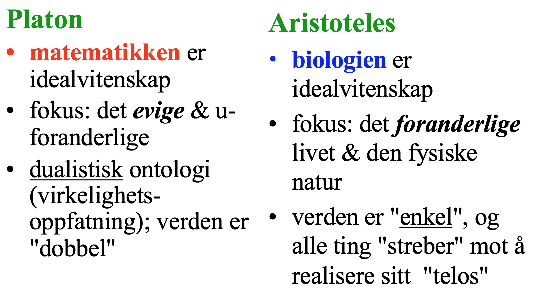 Platon
• matematikken er
idealvitenskap
• fokus: det evige & u-
foranderlige
• dualistisk ontologi
(virkelighets-
oppfatning); verden er
"dobbel"
Aristoteles
• biologien er
idealvitenskap
• fokus: det foranderlige
livet & den fysiske
natur
• verden er "enkel", og
alle ting "streber" mot å
realisere sitt "telos"